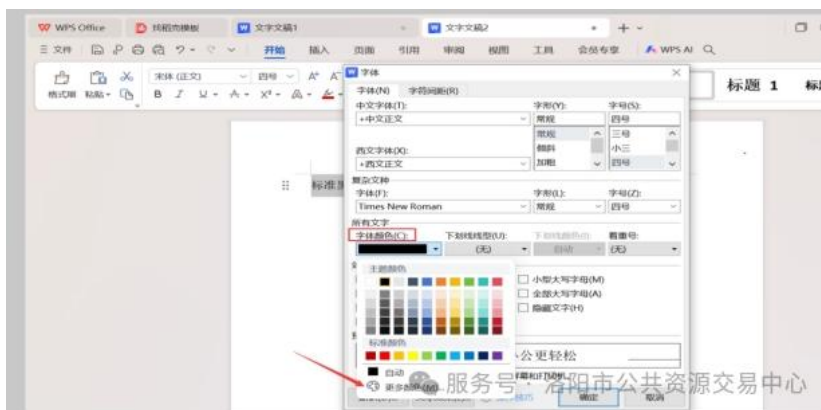 WPS Office 找稻壳模板 文字文稿1 文字文稿2
文件 开始 插入 页面 引用 审阅 视图 工具 会员专享 WPS AI
格式刷 粘贴 宋体 (正文) 四号 标题 1
字体
字体(N) 字符间距(R)
中文字体(T): 字形(Y): 字号(S):
+中文正文 常规 四号
常规 三号
倾斜 小三
加粗 四号
西文字体(X):
+西文正文
复杂文种
字体(F): 字形(L): 字号(Z):
Times New Roman 常规 四号
所有文字
字体颜色(C): 下划线线型(U): 下划线颜色(I): 着重号:
(无) 自动 (无)
标准
主题颜色
小型大写字母(M)
全部大写字母(A)
隐藏文字(H)
标准颜色
公更轻松
自动
更多颜色(M)...
服务号 · 洛阳市公共资源交易中心
确定 取消